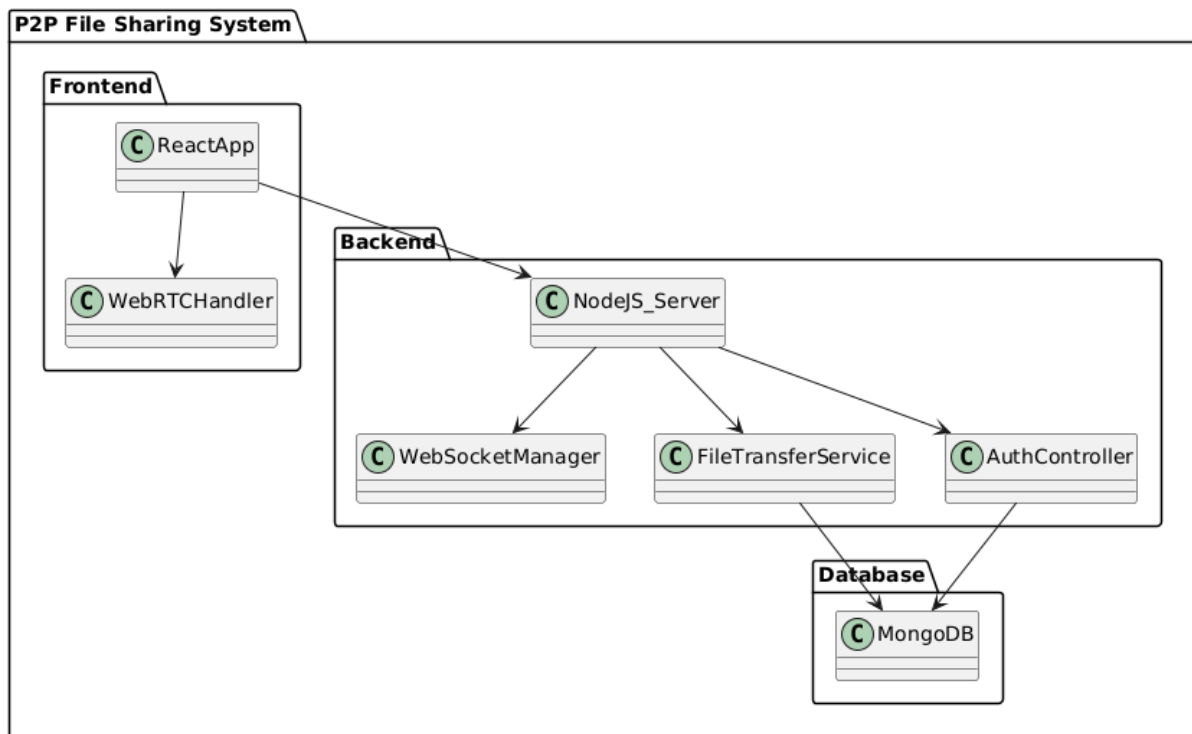 P2P File Sharing System
Frontend
C ReactApp
Backend
C WebRTCHandler
C NodeJS_Server
C WebSocketManager
C FileTransferService
C AuthController
Database
C MongoDB